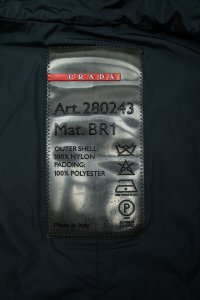 PRADA
Art. 280243
Mat. BR1
OUTER SHELL:
100% NYLON
PADDING:
100% POLYESTER
P
Made in Italy